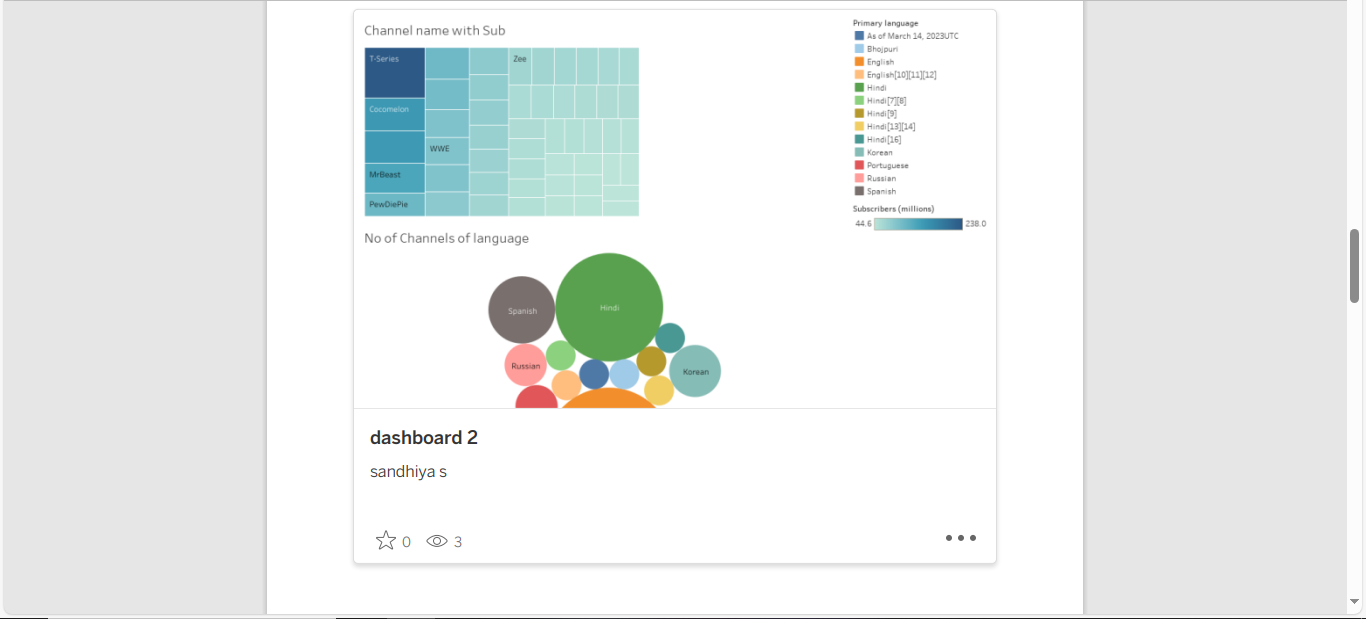 Channel name with Sub
T-Series
Cocomelon
MrBeast
PewDiePie
WWE
Zee
Primary language
As of March 14, 2023UTC
Bhojpuri
English
English[10][11][12]
Hindi
Hindi[7][8]
Hindi[9]
Hindi[13][14]
Hindi[16]
Korean
Portuguese
Russian
Spanish
Subscribers (millions)
44.6 238.0
No of Channels of language
Spanish
Hindi
Russian
Korean
dashboard 2
sandhiya s
0 3